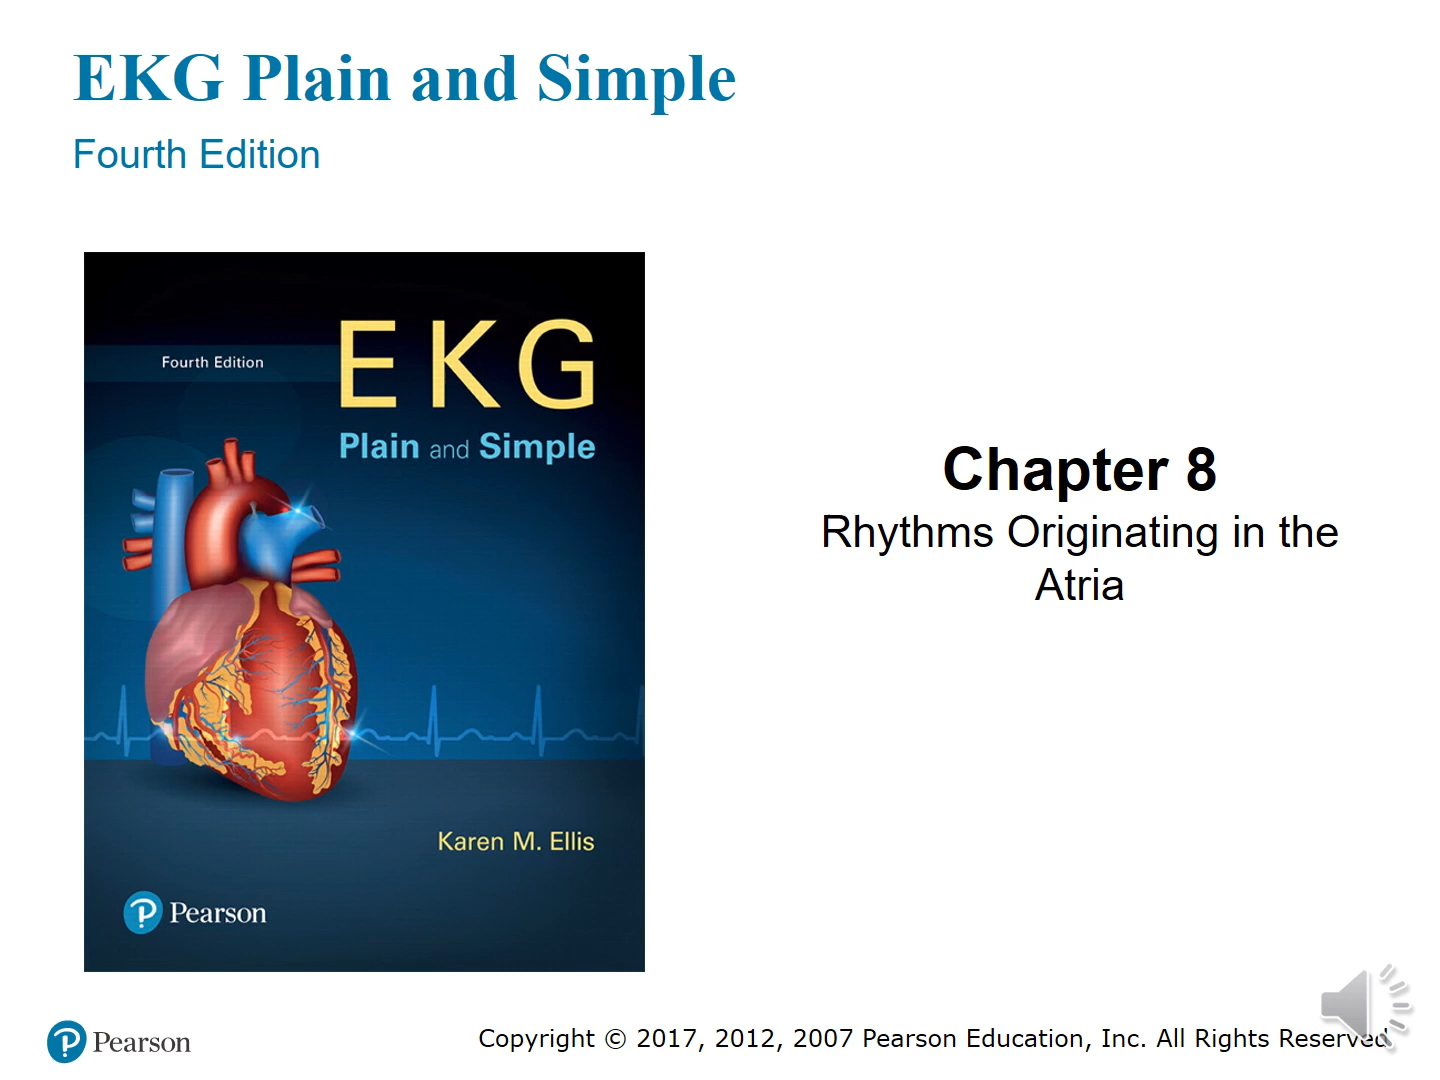 EKG Plain and Simple
Fourth Edition
Fourth Edition
EKG
Plain and Simple
Karen M. Ellis
Pearson
Chapter 8
Rhythms Originating in the
Atria
Pearson
Copyright © 2017, 2012, 2007 Pearson Education, Inc. All Rights Reserved